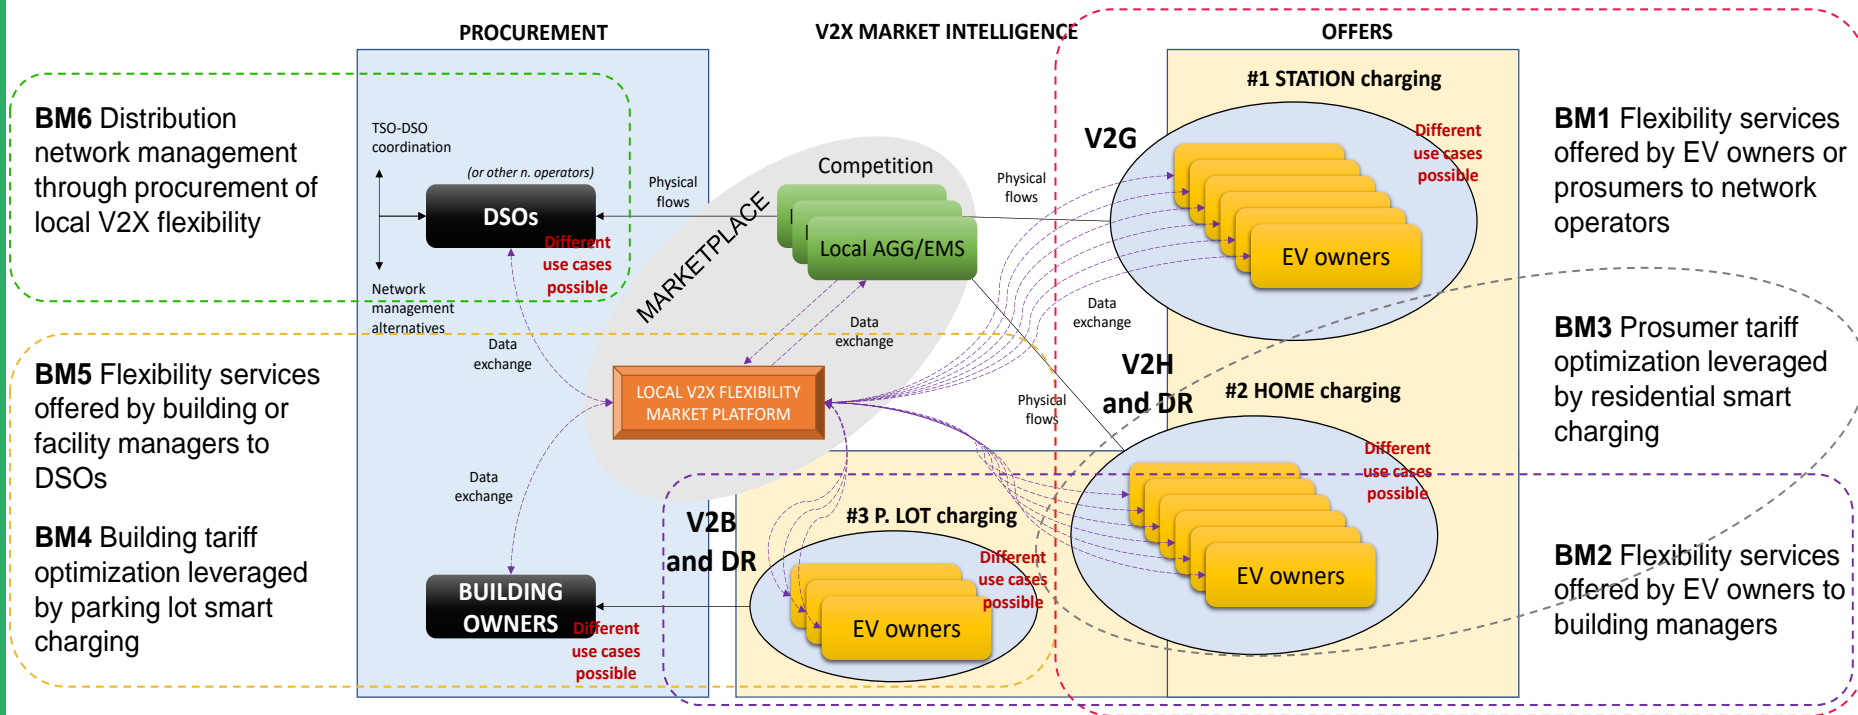 PROCUREMENT
V2X MARKET INTELLIGENCE
OFFERS
BM6 Distribution
network management
through procurement of
local V2X flexibility
TSO-DSO
coordination
(or other n. operators)
DSOs
Different
use cases
possible
Network
management
alternatives
Physical
flows
Data
exchange
MARKETPLACE
Competition
Local AGG/EMS
Data
exchange
LOCAL V2X FLEXIBILITY
MARKET PLATFORM
Physical
flows
Data
exchange
Physical
flows
V2G
#1 STATION charging
Different
use cases
possible
EV owners
BM1 Flexibility services
offered by EV owners or
prosumers to network
operators
V2H
and DR
#2 HOME charging
Different
use cases
possible
EV owners
BM3 Prosumer tariff
optimization leveraged
by residential smart
charging
BM5 Flexibility services
offered by building or
facility managers to
DSOs
BM4 Building tariff
optimization leveraged
by parking lot smart
charging
Data
exchange
BUILDING
OWNERS
Different
use cases
possible
V2B
and DR
#3 P. LOT charging
Different
use cases
possible
EV owners
BM2 Flexibility services
offered by EV owners to
building managers